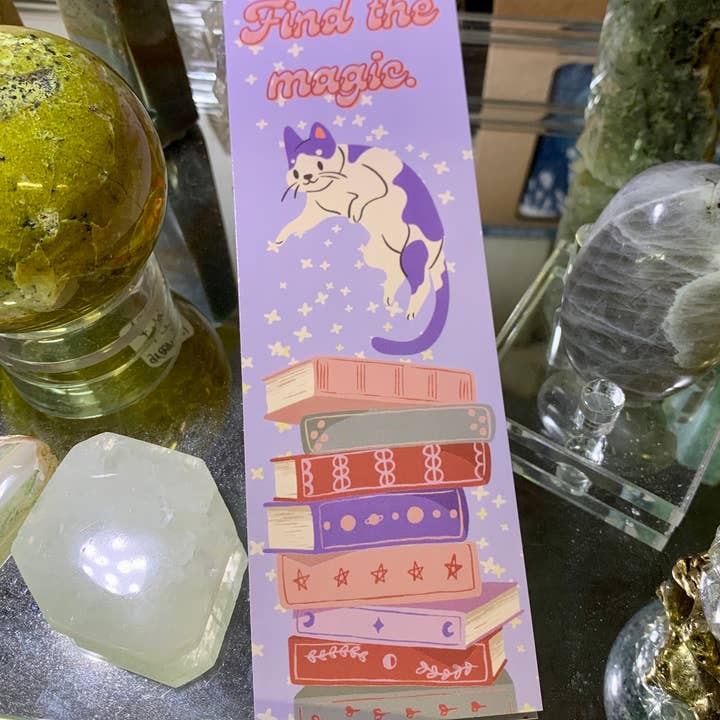 Find the
magic.